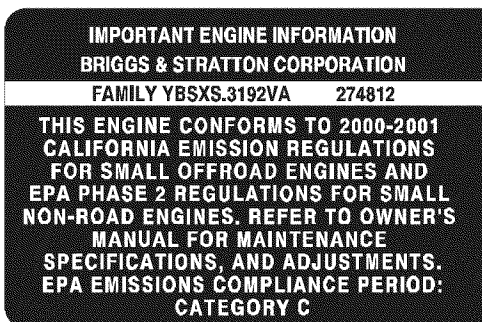 IMPORTANT ENGINE INFORMATION
BRIGGS & STRATTON CORPORATION
FAMILY YBSXS.3192VA 274812
THIS ENGINE CONFORMS TO 2000-2001
CALIFORNIA EMISSION REGULATIONS
FOR SMALL OFFROAD ENGINES AND
EPA PHASE 2 REGULATIONS FOR SMALL
NON-ROAD ENGINES. REFER TO OWNER'S
MANUAL FOR MAINTENANCE
SPECIFICATIONS, AND ADJUSTMENTS.
EPA EMISSIONS COMPLIANCE PERIOD:
CATEGORY C